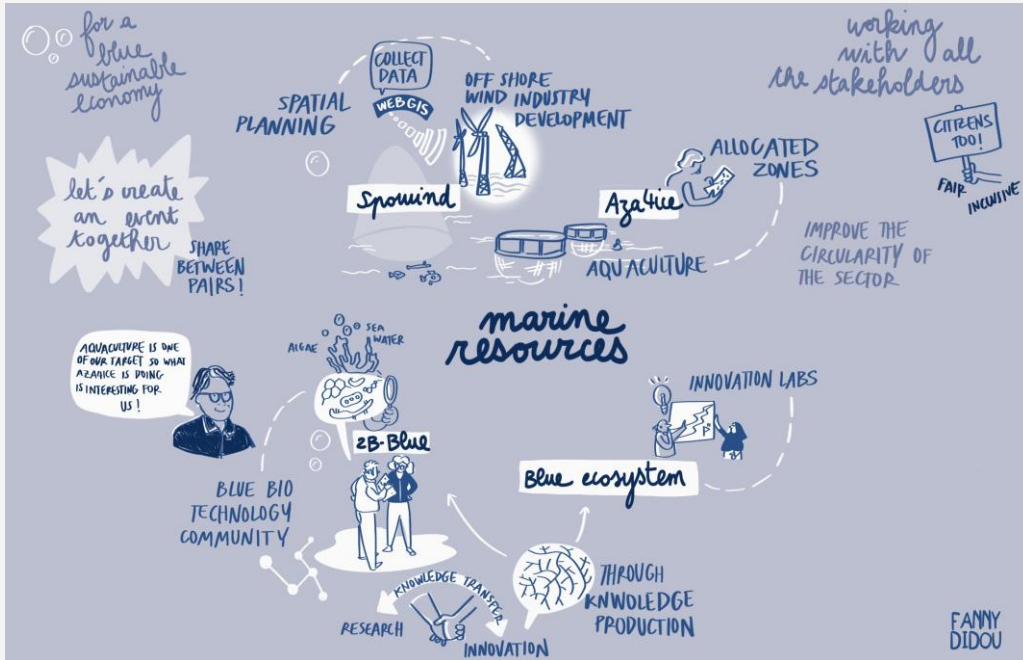 for a
blue
sustainable
economy
working
with all
the stakeholders
COLLECT
DATA
WEBGIS
SPATIAL
PLANNING
OFF SHORE
WIND INDUSTRY
DEVELOPMENT
Spowind
CITIZENS
TOO!
FAIR
INCLUSIVE
ALLOCATED
ZONES
Aza4ice
AQUACULTURE
IMPROVE THE
CIRCULARITY OF
THE SECTOR
let's create
an event
together
SHARE
BETWEEN
PAIRS!
marine
resources
AQUACULTURE IS ONE
OF OUR TARGET SO WHAT
AZA4ICE IS DOING
IS INTERESTING FOR
US!
ALGAE
SEA
WATER
2B-Blue
BLUE BIO
TECHNOLOGY
COMMUNITY
INNOVATION LABS
Blue ecosystem
KNOWLEDGE TRANSFER
RESEARCH
INNOVATION
THROUGH
KNWOLEDGE
PRODUCTION
FANNY
DIDOU